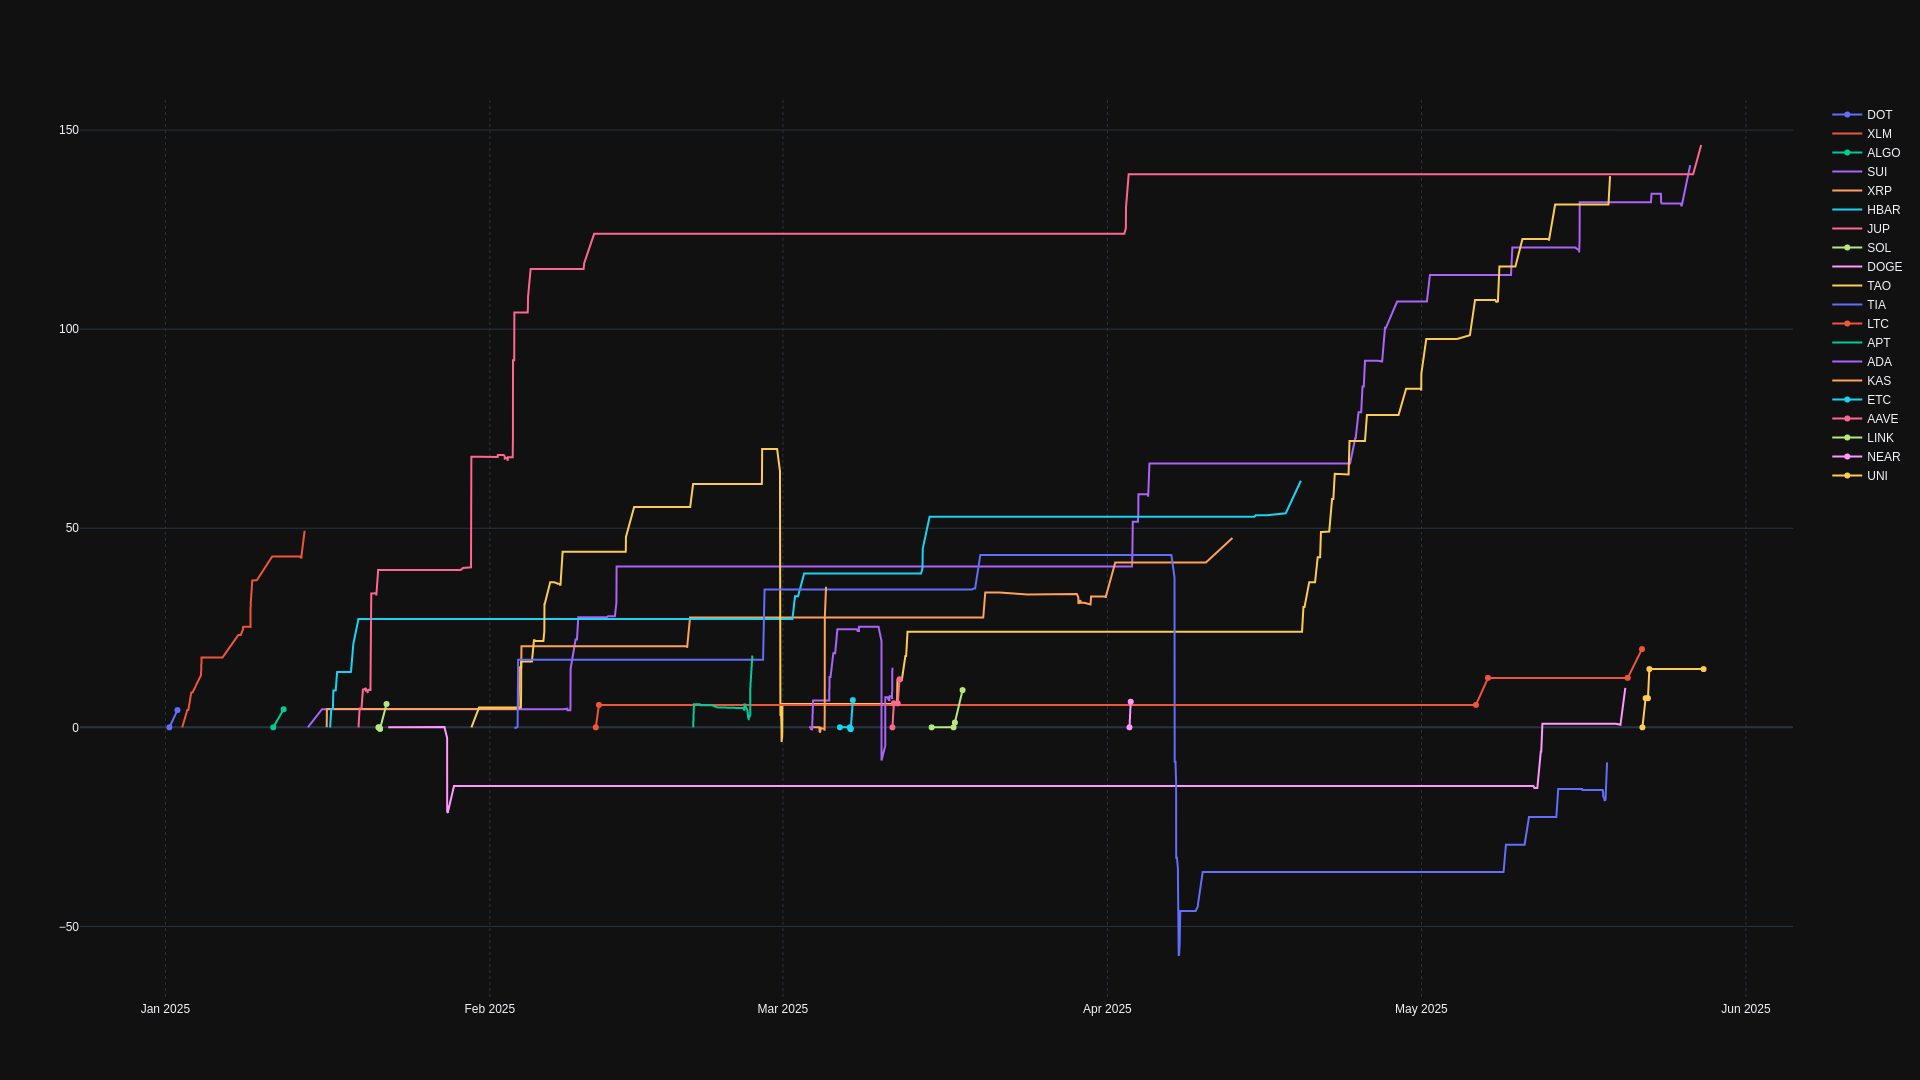 150
100
50
0
−50
Jan 2025
Feb 2025
Mar 2025
Apr 2025
May 2025
Jun 2025
DOT
XLM
ALGO
SUI
XRP
HBAR
JUP
SOL
DOGE
TAO
TIA
LTC
APT
ADA
KAS
ETC
AAVE
LINK
NEAR
UNI